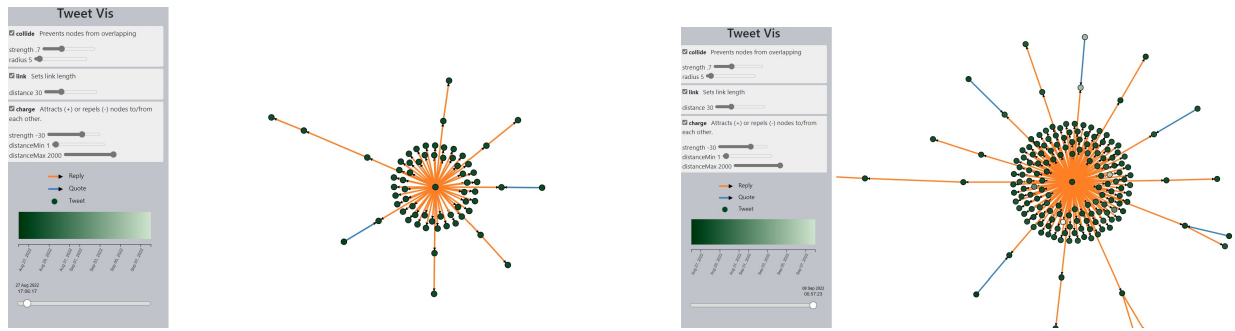 Tweet Vis
collide Prevents nodes from overlapping
strength .7
radius 5
link Sets link length
distance 30
charge Attracts (+) or repels (-) nodes to/from
each other.
strength -30
distanceMin 1
distanceMax 2000
Reply
Quote
Tweet
27 Aug 2022
17:06:17
Tweet Vis
collide Prevents nodes from overlapping
strength .7
radius 5
link Sets link length
distance 30
charge Attracts (+) or repels (-) nodes to/from
each other.
strength -30
distanceMin 1
distanceMax 2000
Reply
Quote
Tweet